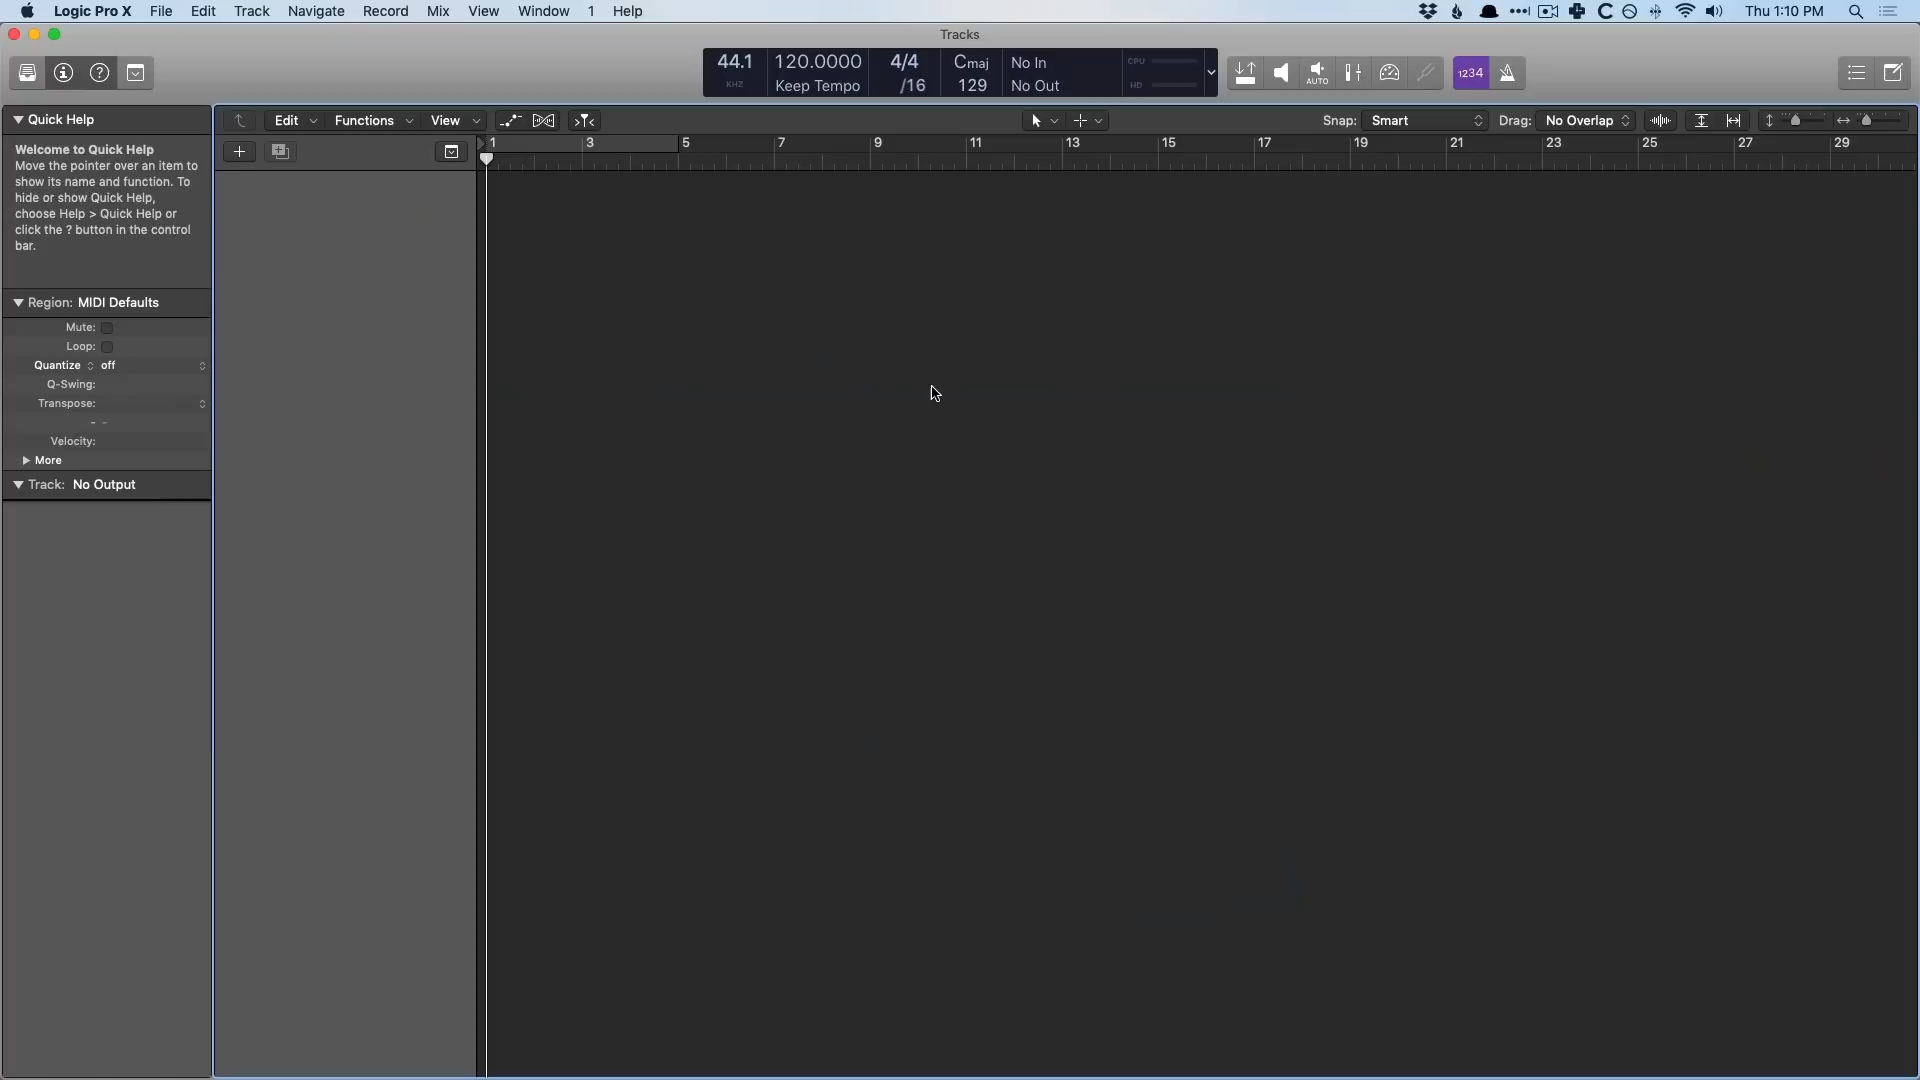 Logic Pro X File Edit Track Navigate Record Mix View Window 1 Help Thu 1:10 PM
Tracks
44.1 120.0000 4/4 Cmaj No In CPU
KHZ Keep Tempo /16 129 No Out HD
AUTO 1234
Quick Help Edit Functions View Snap: Smart Drag: No Overlap
1 3 5 7 9 11 13 15 17 19 21 23 25 27 29
Welcome to Quick Help
Move the pointer over an item to
show its name and function. To
hide or show Quick Help,
choose Help > Quick Help or
click the ? button in the control
bar.
Region: MIDI Defaults
Mute:
Loop:
Quantize off
Q-Swing:
Transpose:
- -
Velocity:
More
Track: No Output